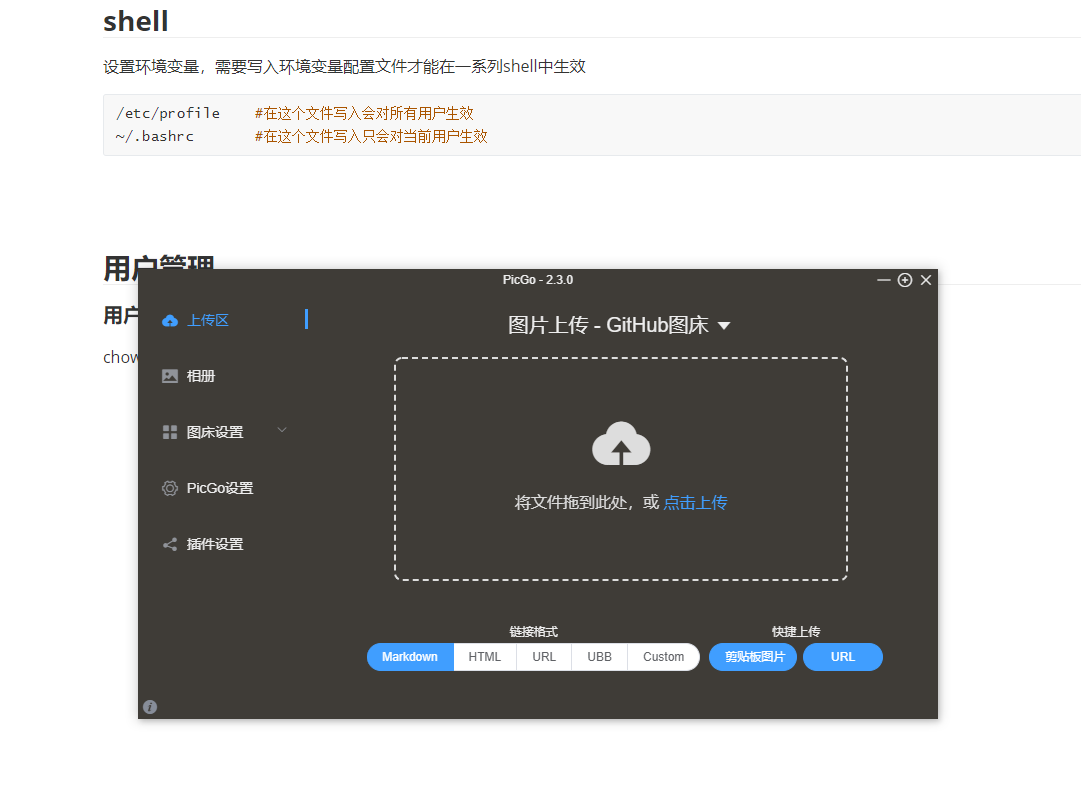 shell
设置环境变量，需要写入环境变量配置文件才能在一系列shell中生效
/etc/profile #在这个文件写入会对所有用户生效
~/.bashrc #在这个文件写入只会对当前用户生效
用户管理
用户
chow
PicGo - 2.3.0
上传区
相册
图床设置
PicGo设置
插件设置
图片上传 - GitHub图床
将文件拖到此处，或 点击上传
链接格式
Markdown HTML URL UBB Custom
快捷上传
剪贴板图片 URL